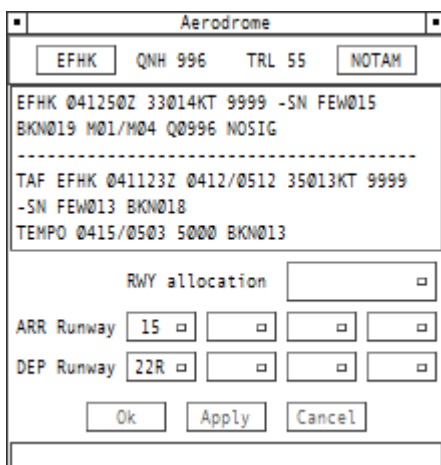 Aerodrome
EFHK QNH 996 TRL 55 NOTAM
EFHK 041250Z 33014KT 9999 -SN FEW015
BKN019 M01/M04 Q0996 NOSIG
----------------------------------------
TAF EFHK 041123Z 0412/0512 35013KT 9999
-SN FEW013 BKN018
TEMPO 0415/0503 5000 BKN013
RWY allocation
ARR Runway 15
DEP Runway 22R
Ok Apply Cancel